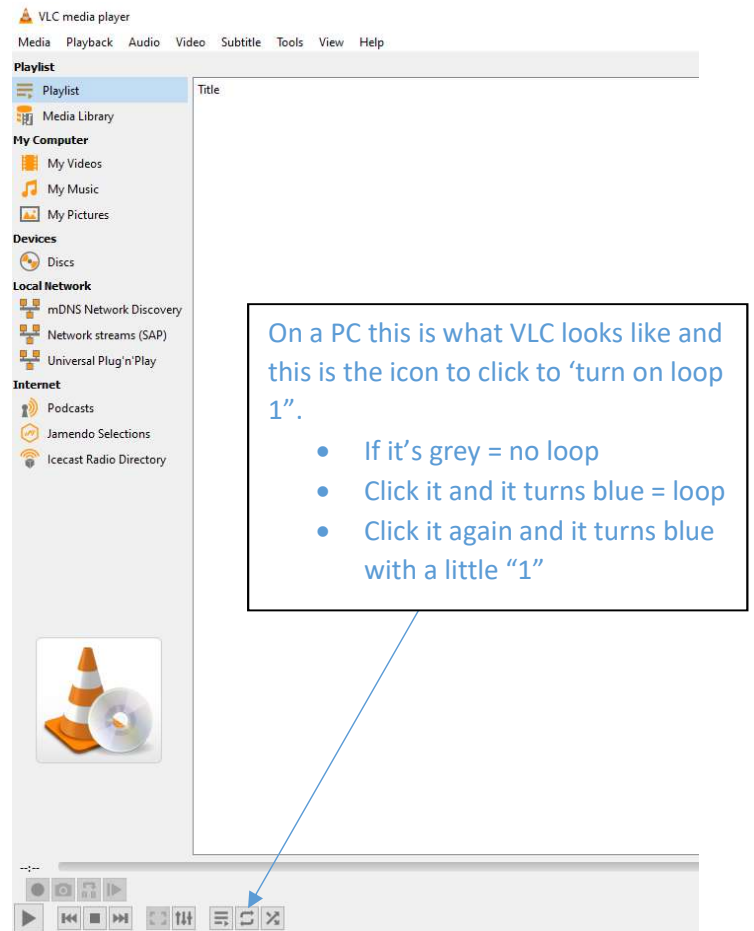 VLC media player
Media Playback Audio Video Subtitle Tools View Help
Playlist
Playlist
Title
Media Library
My Computer
My Videos
My Music
My Pictures
Devices
Discs
Local Network
mDNS Network Discovery
Network streams (SAP)
Universal Plug'n'Play
Internet
Podcasts
Jamendo Selections
Icecast Radio Directory
On a PC this is what VLC looks like and
this is the icon to click to ‘turn on loop
1”.
• If it’s grey = no loop
• Click it and it turns blue = loop
• Click it again and it turns blue
with a little “1”
--:--